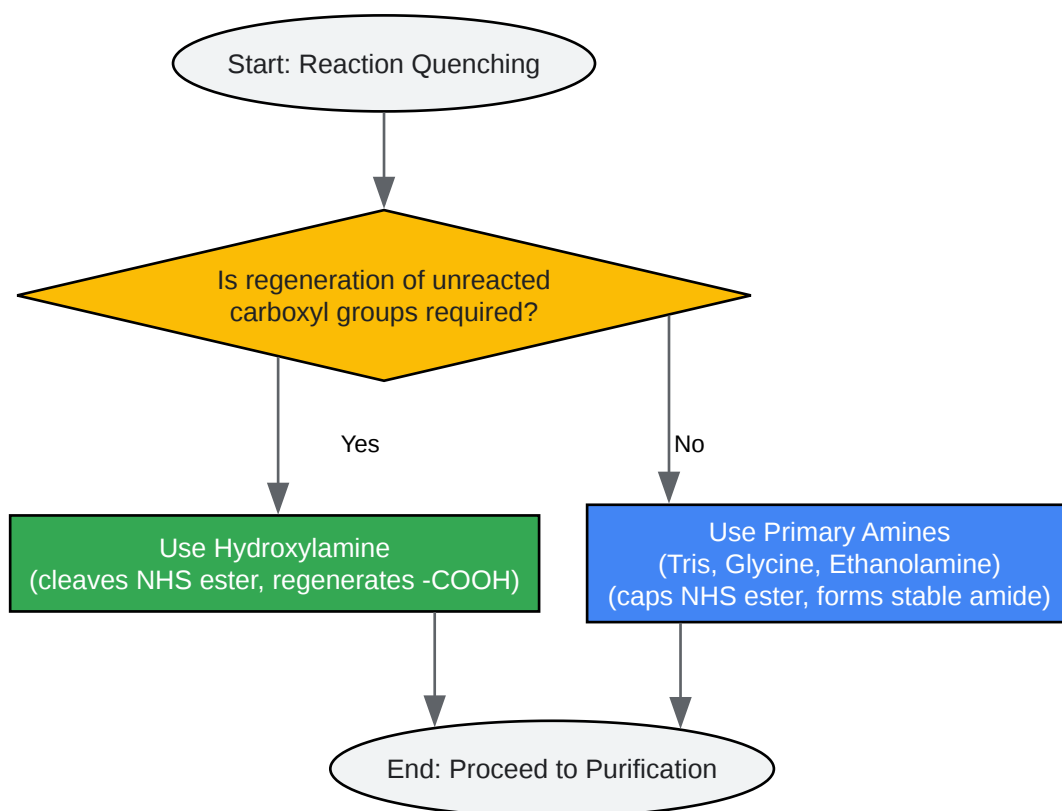 Start: Reaction Quenching
Is regeneration of unreacted
carboxyl groups required?
Yes
No
Use Hydroxylamine
(cleaves NHS ester, regenerates -COOH)
Use Primary Amines
(Tris, Glycine, Ethanolamine)
(caps NHS ester, forms stable amide)
End: Proceed to Purification